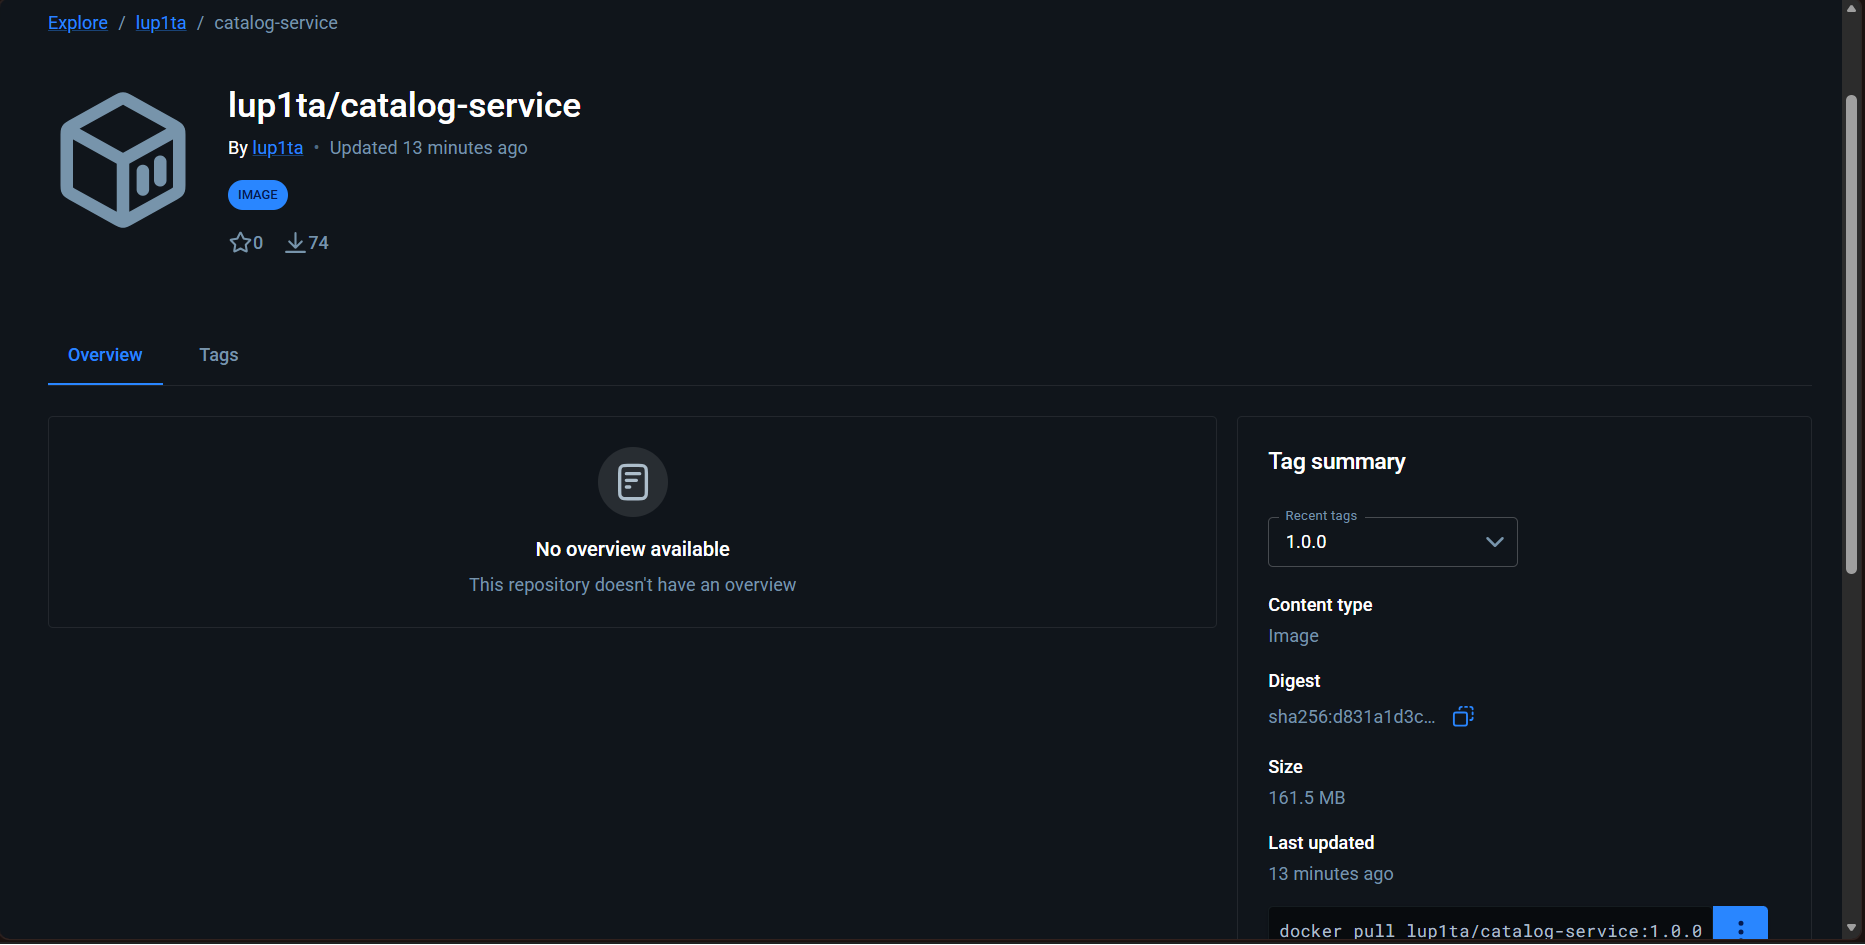 Explore / lup1ta / catalog-service
lup1ta/catalog-service
By lup1ta • Updated 13 minutes ago
IMAGE
0 74
Overview Tags
No overview available
This repository doesn't have an overview
Tag summary
Recent tags
1.0.0
Content type
Image
Digest
sha256:d831a1d3c...
Size
161.5 MB
Last updated
13 minutes ago
docker pull lup1ta/catalog-service:1.0.0